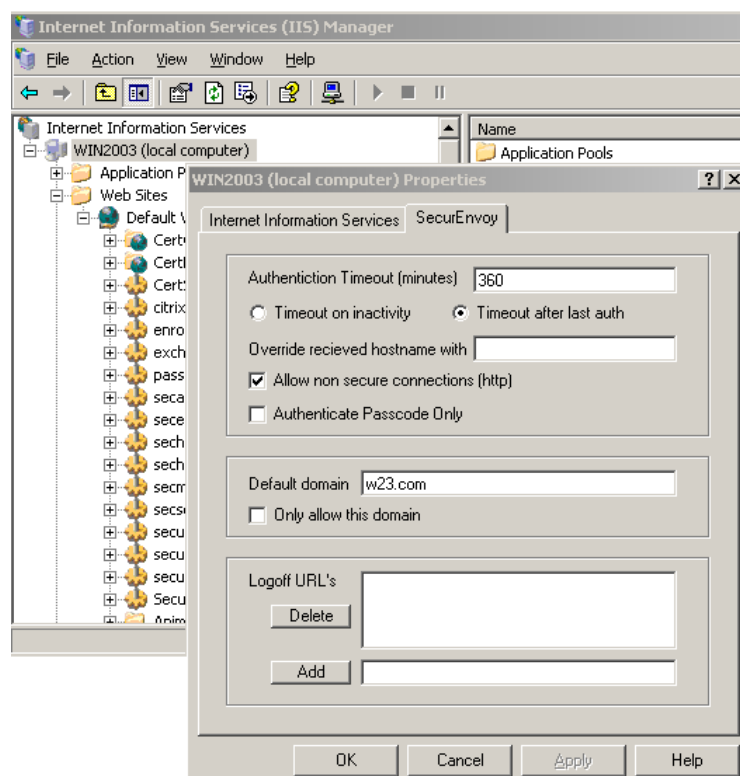 Internet Information Services (IIS) Manager
File Action View Window Help
Internet Information Services
WIN2003 (local computer)
Application P
Web Sites
Default
Cert
Cert
Cert
citrix
enro
exch
pass
seca
sece
sech
sech
secm
secs
secu
secu
secu
Secu
Name
Application Pools
WIN2003 (local computer) Properties
Internet Information Services SecurEnvoy
Authentiction Timeout (minutes) 360
Timeout on inactivity Timeout after last auth
Override recieved hostname with
Allow non secure connections (http)
Authenticate Passcode Only
Default domain w23.com
Only allow this domain
Logoff URL's
Delete
Add
OK Cancel Apply Help